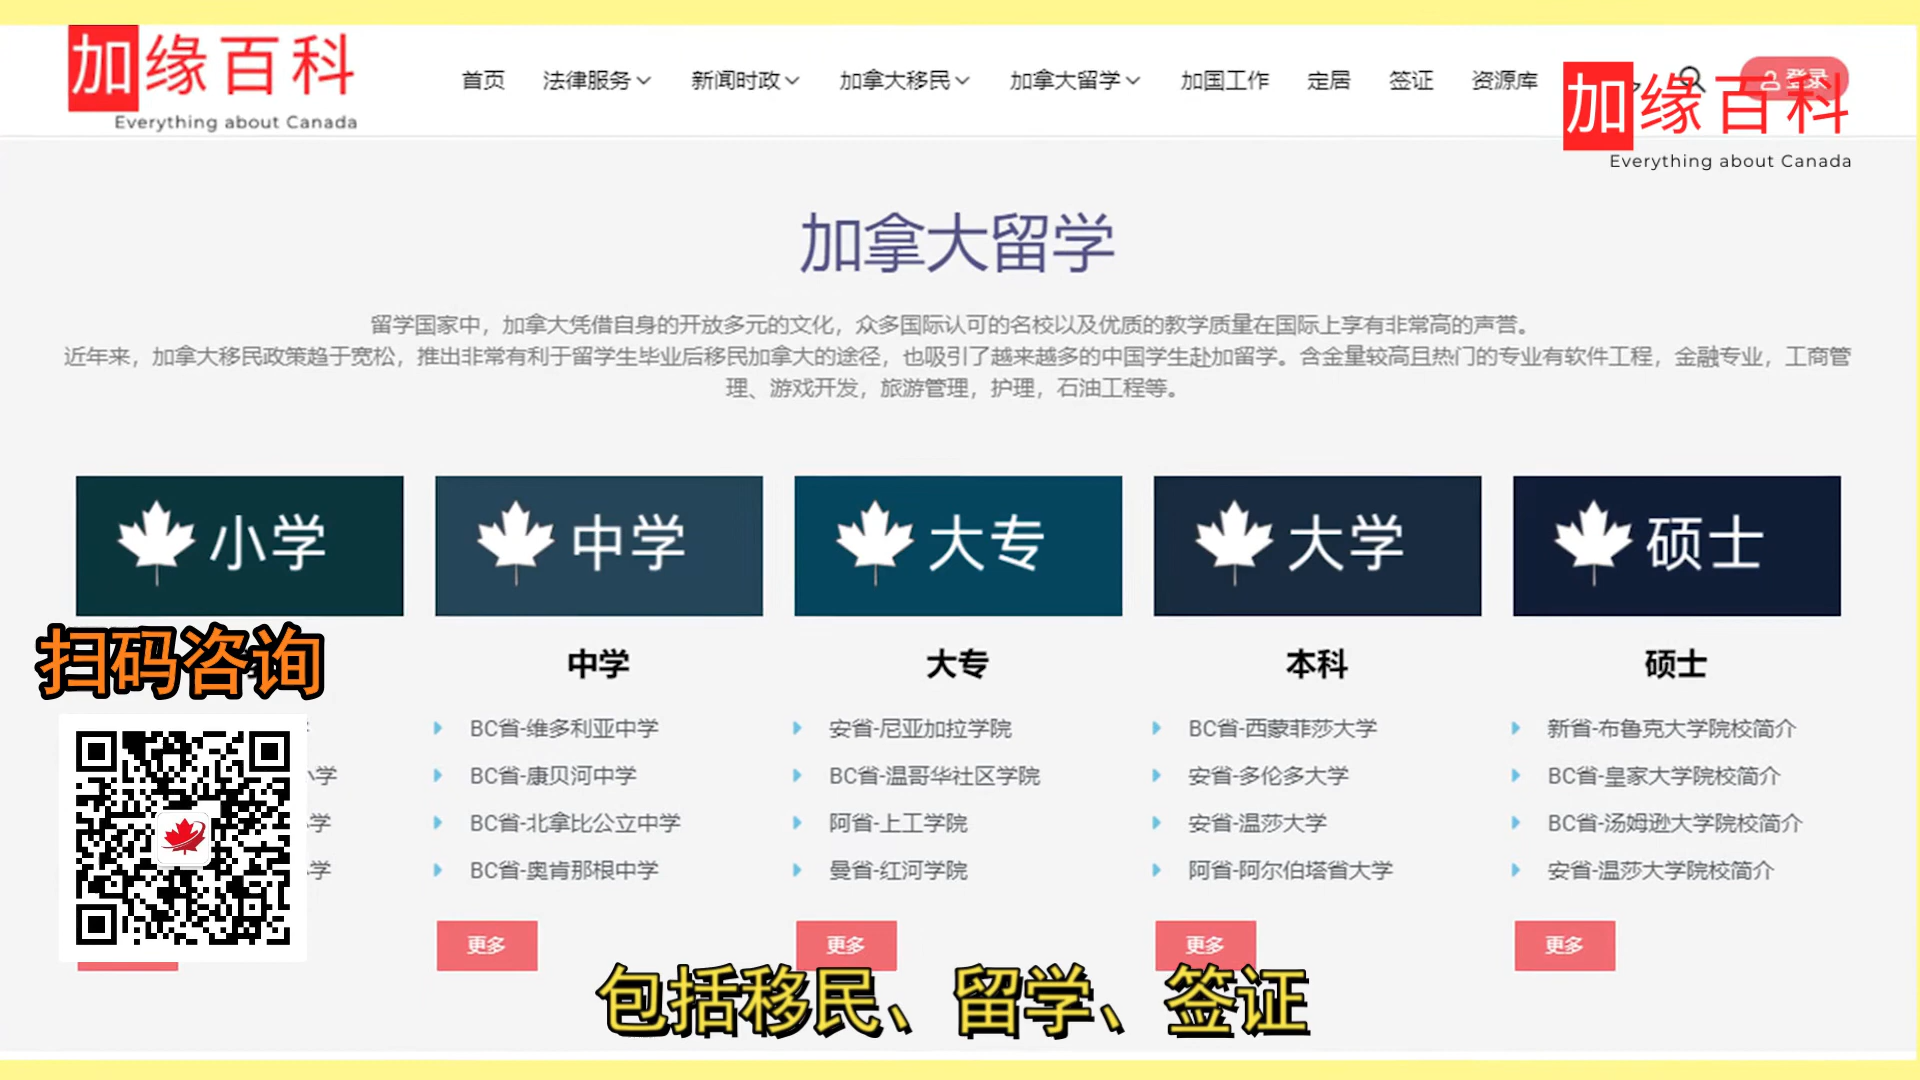 加缘百科
Everything about Canada
首页 法律服务 新闻时政 加拿大移民 加拿大留学 加国工作 定居 签证 资源库 登录
加缘百科
Everything about Canada
加拿大留学
留学国家中，加拿大凭借自身的开放多元的文化，众多国际认可的名校以及优质的教学质量在国际上享有非常高的声誉。
近年来，加拿大移民政策趋于宽松，推出非常有利于留学生毕业后移民加拿大的途径，也吸引了越来越多的中国学生赴加留学。含金量较高且热门的专业有软件工程，金融专业，工商管
理、游戏开发，旅游管理，护理，石油工程等。
小学 中学 大专 大学 硕士
扫码咨询
小学
学
学
中学
BC省-维多利亚中学
BC省-康贝河中学
BC省-北拿比公立中学
BC省-奥肯那根中学
更多
大专
安省-尼亚加拉学院
BC省-温哥华社区学院
阿省-上工学院
曼省-红河学院
更多
本科
BC省-西蒙菲莎大学
安省-多伦多大学
安省-温莎大学
阿省-阿尔伯塔省大学
更多
硕士
新省-布鲁克大学院校简介
BC省-皇家大学院校简介
BC省-汤姆逊大学院校简介
安省-温莎大学院校简介
更多
包括移民、留学、签证